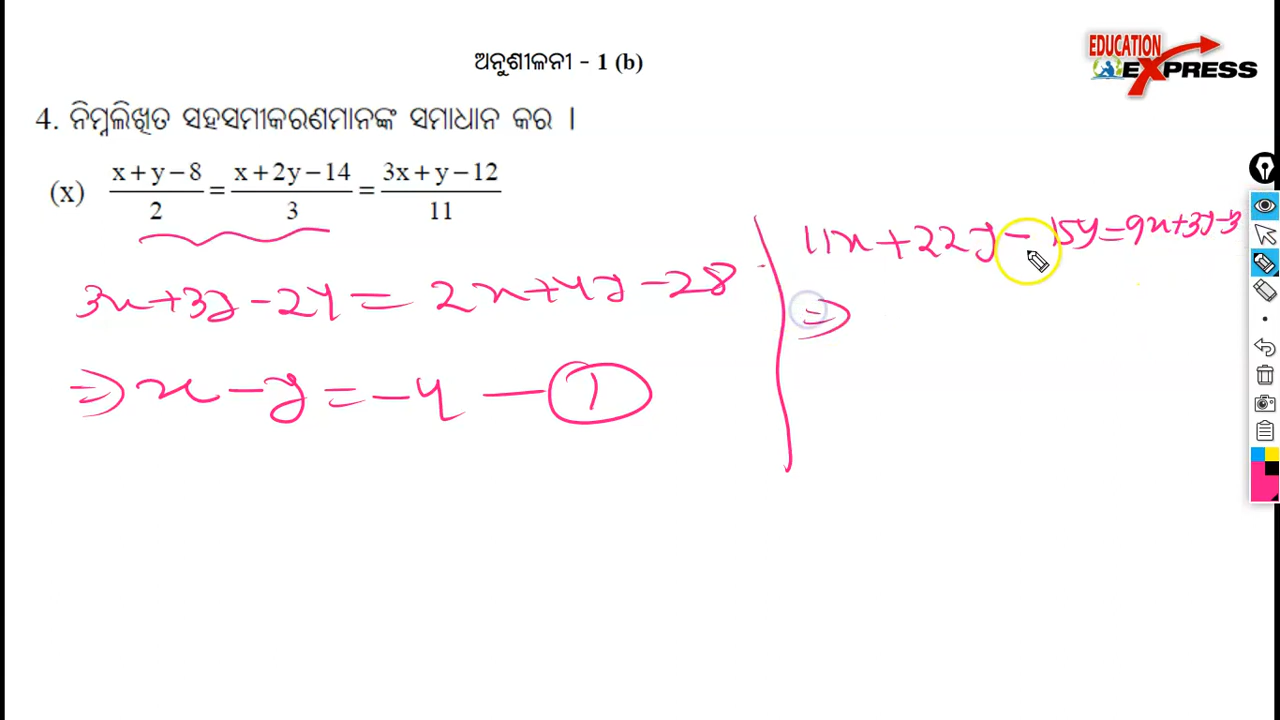 ଅନୁଶୀଳନୀ - 1 (b)
EDUCATION
EXPRESS
4. ନିମ୍ନଲିଖିତ ସହସମୀକରଣମାନଙ୍କ ସମାଧାନ କର ।
(x) x + y – 8 / 2 = x + 2y – 14 / 3 = 3x + y – 12 / 11
3x + 3y - 24 = 2x + 4y - 28
⇒ x - y = -4 — 1
11x + 22y - 154 = 9x + 3y - 3
⇒